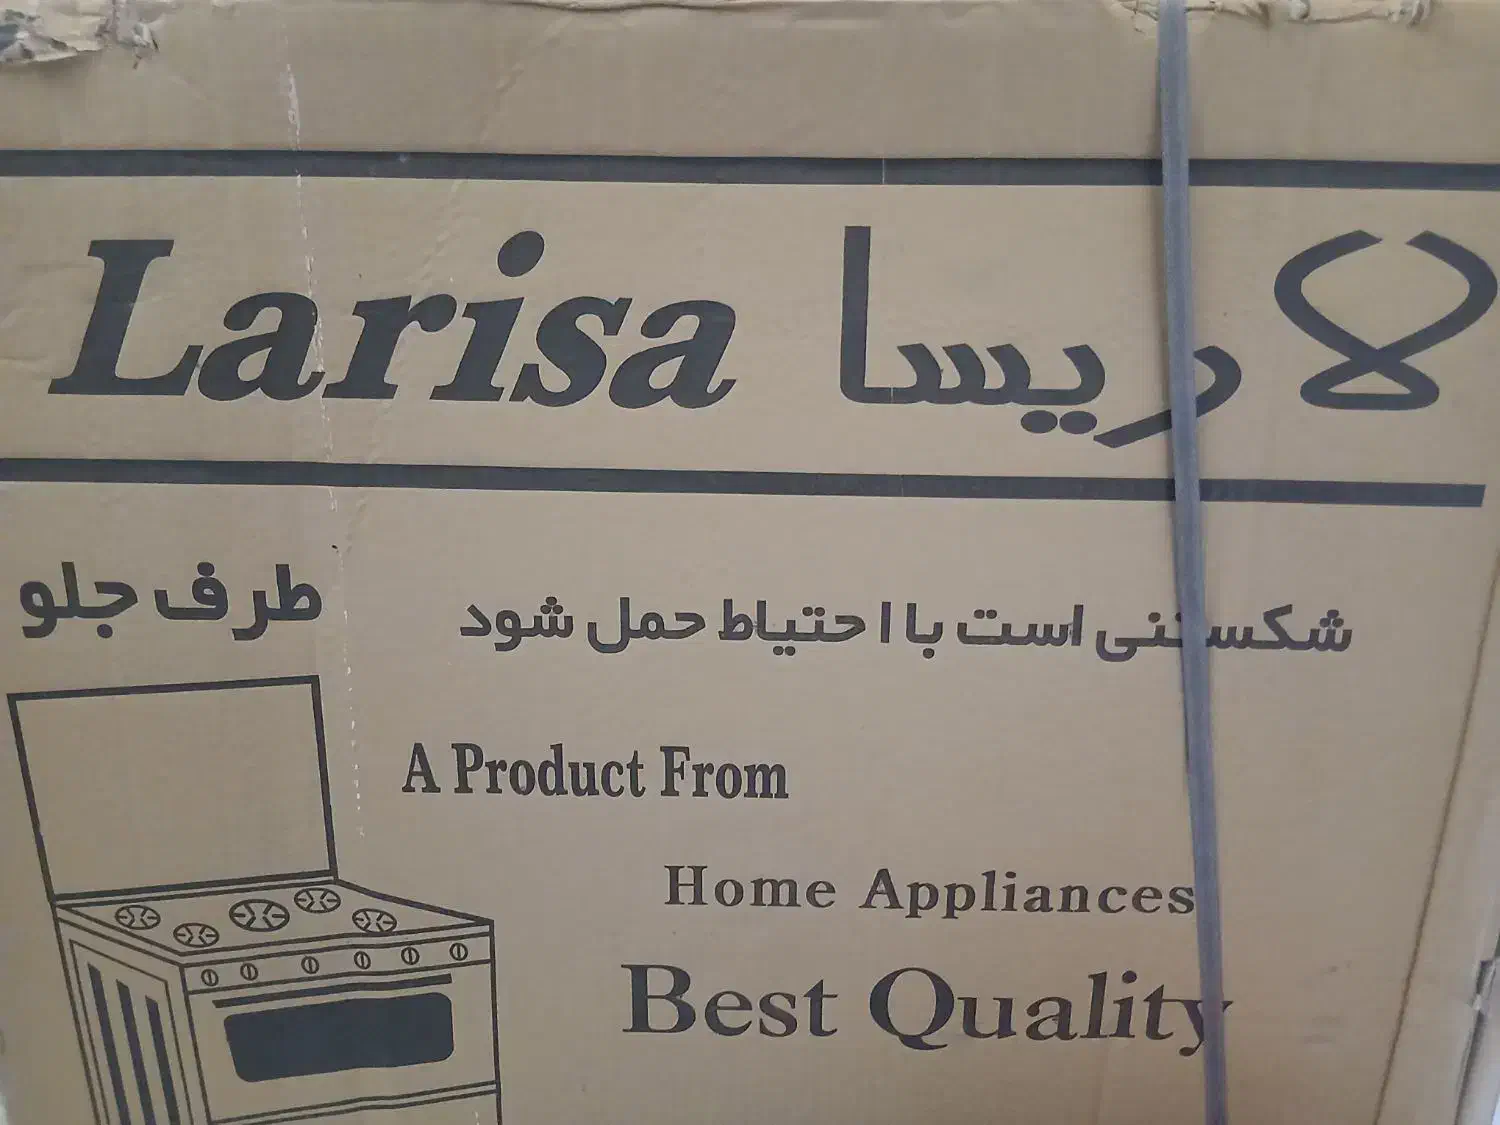 Larisa لاریسا
طرف جلو
شکستنی است با احتیاط حمل شود
A Product From
Home Appliances
Best Quality